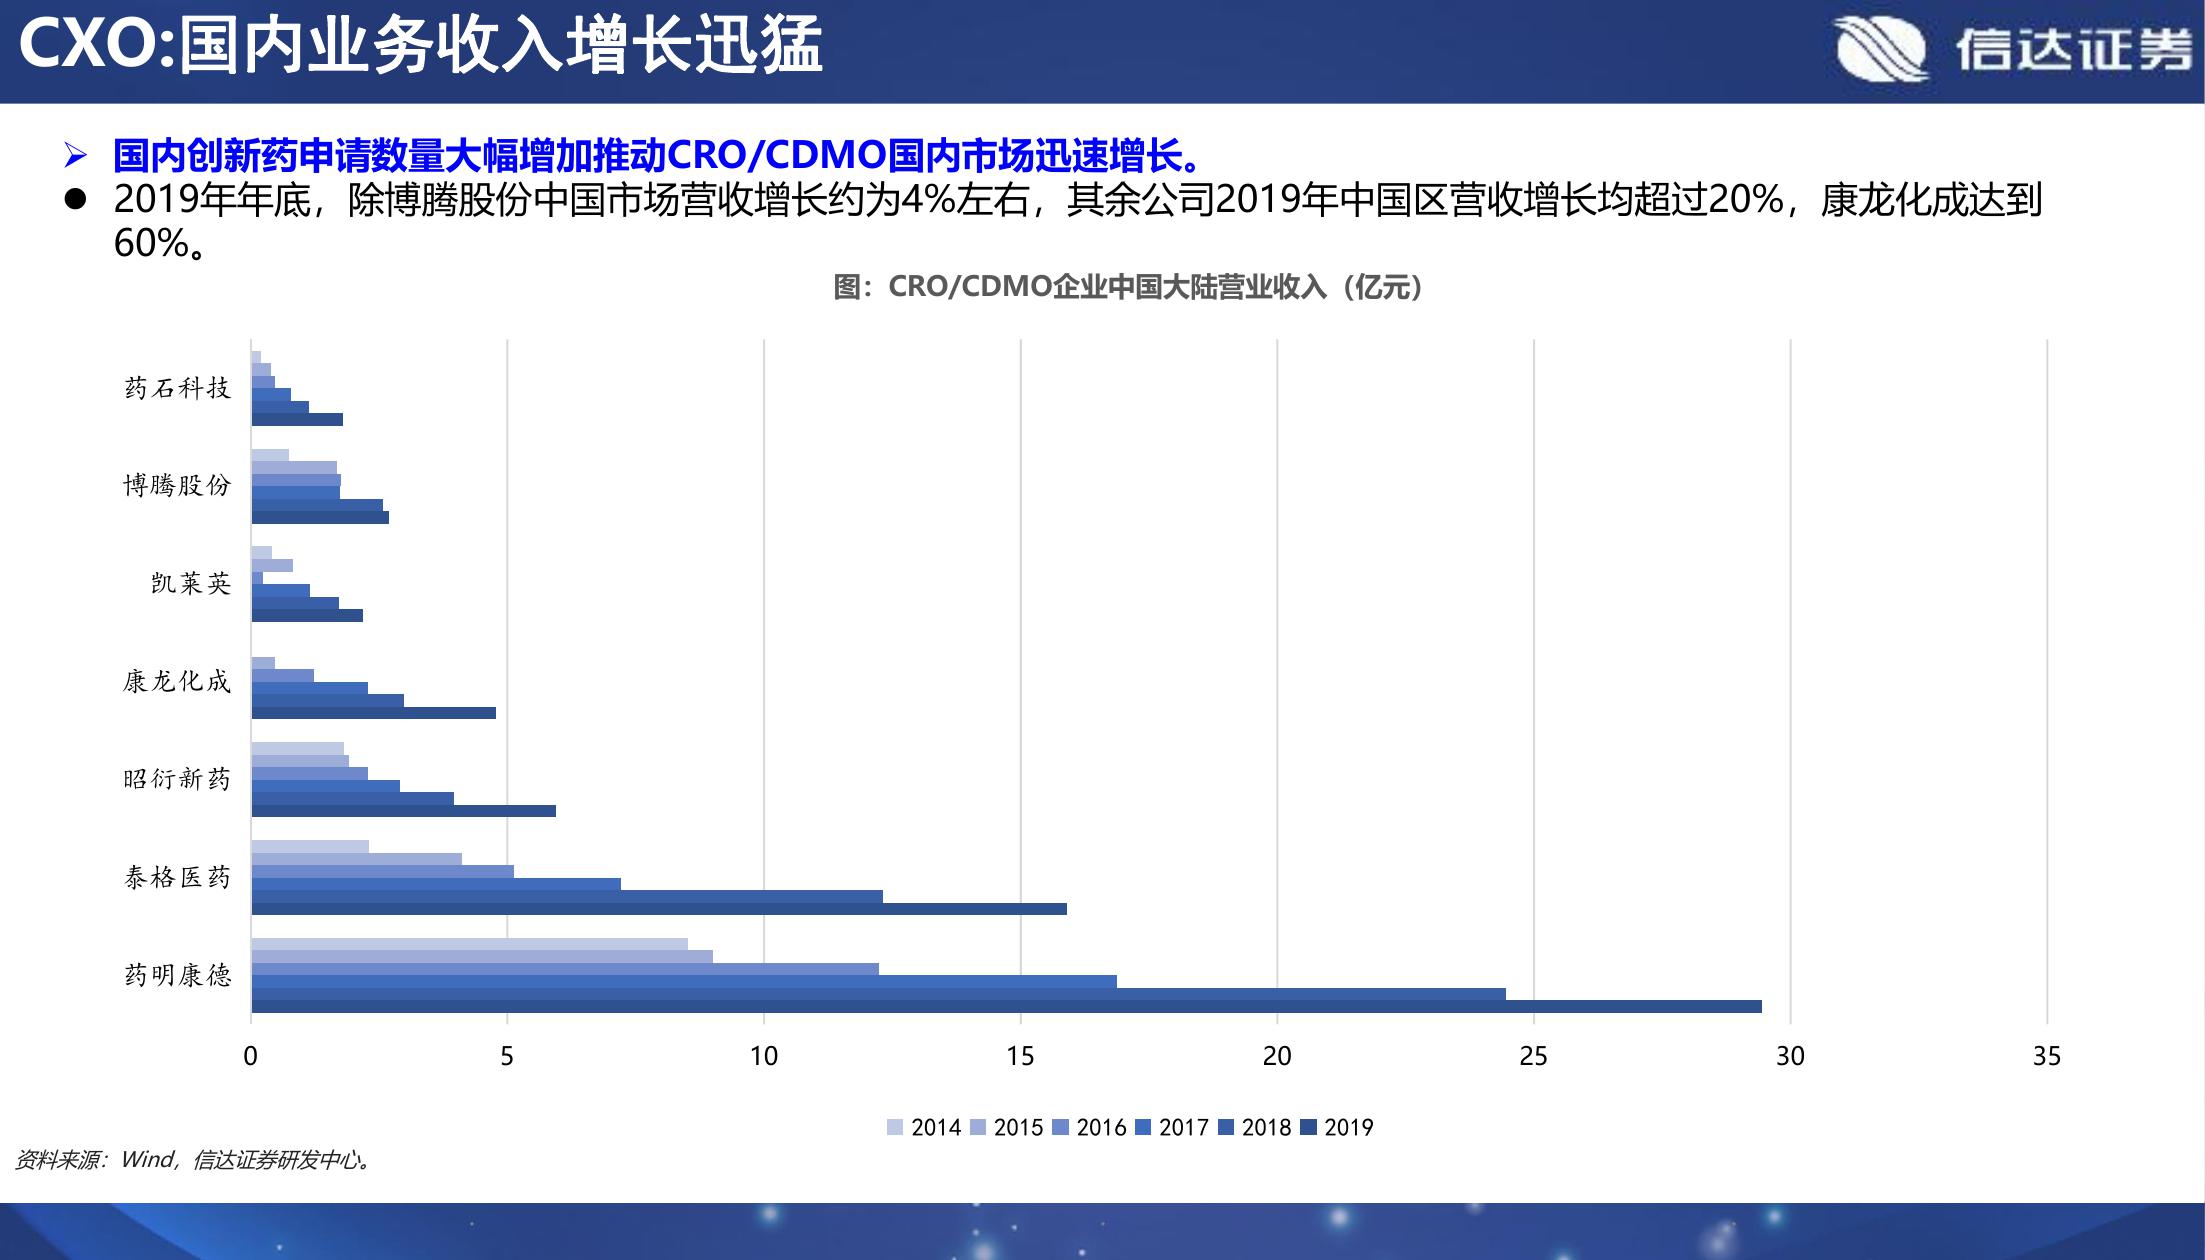 CXO:国内业务收入增长迅猛
信达证券
国内创新药申请数量大幅增加推动CRO/CDMO国内市场迅速增长。
2019年年底，除博腾股份中国市场营收增长约为4%左右，其余公司2019年中国区营收增长均超过20%，康龙化成达到
60%。
图：CRO/CDMO企业中国大陆营业收入（亿元）
药石科技
博腾股份
凯莱英
康龙化成
昭衍新药
泰格医药
药明康德
0 5 10 15 20 25 30 35
2014 2015 2016 2017 2018 2019
资料来源：Wind，信达证券研发中心。